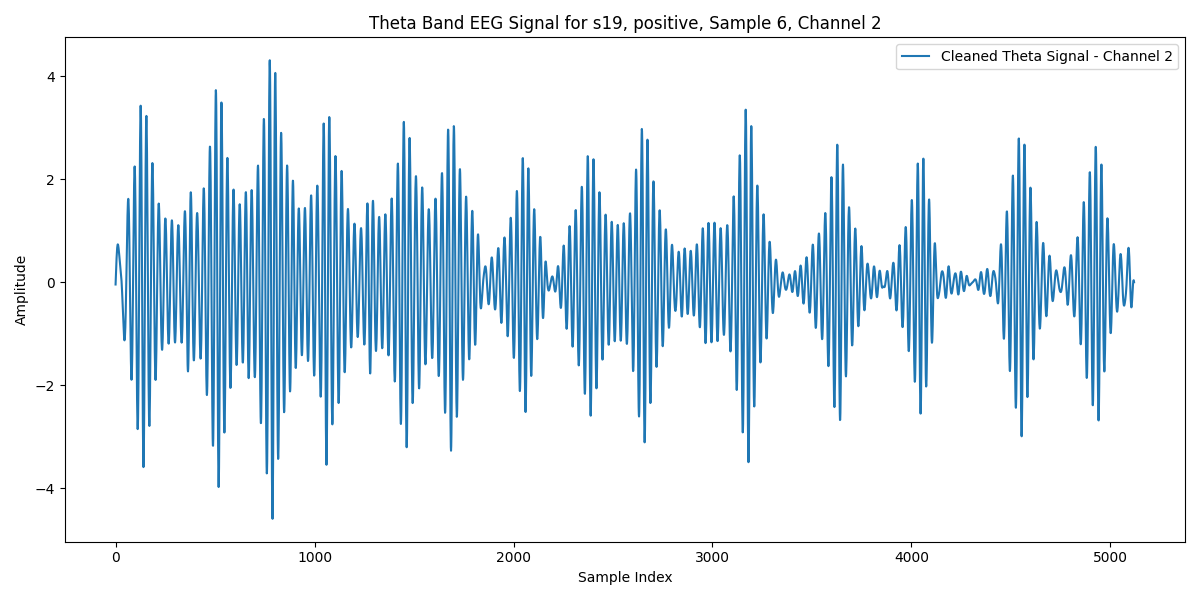 Theta Band EEG Signal for s19, positive, Sample 6, Channel 2
Cleaned Theta Signal - Channel 2
Amplitude
4
2
0
−2
−4
0 1000 2000 3000 4000 5000
Sample Index